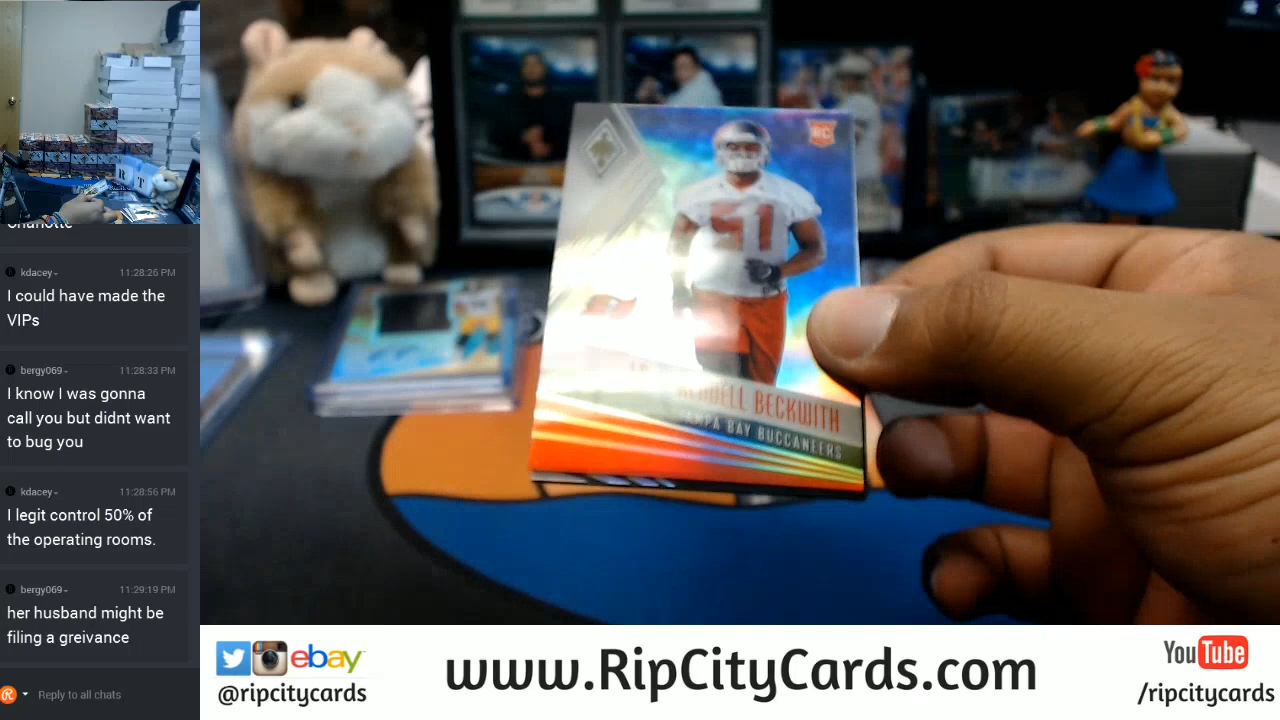 Charlotte
kdacey-
11:28:26 PM
I could have made the
VIPs
bergy069-
11:28:33 PM
I know I was gonna
call you but didnt want
to bug you
kdacey-
11:28:56 PM
I legit control 50% of
the operating rooms.
bergy069-
11:29:19 PM
her husband might be
filing a greivance
Reply to all chats
RC
51
BECKWITH
TAMPA BAY BUCCANEERS
ebay
@ripcitycards
www.RipCityCards.com
YouTube
/ripcitycards